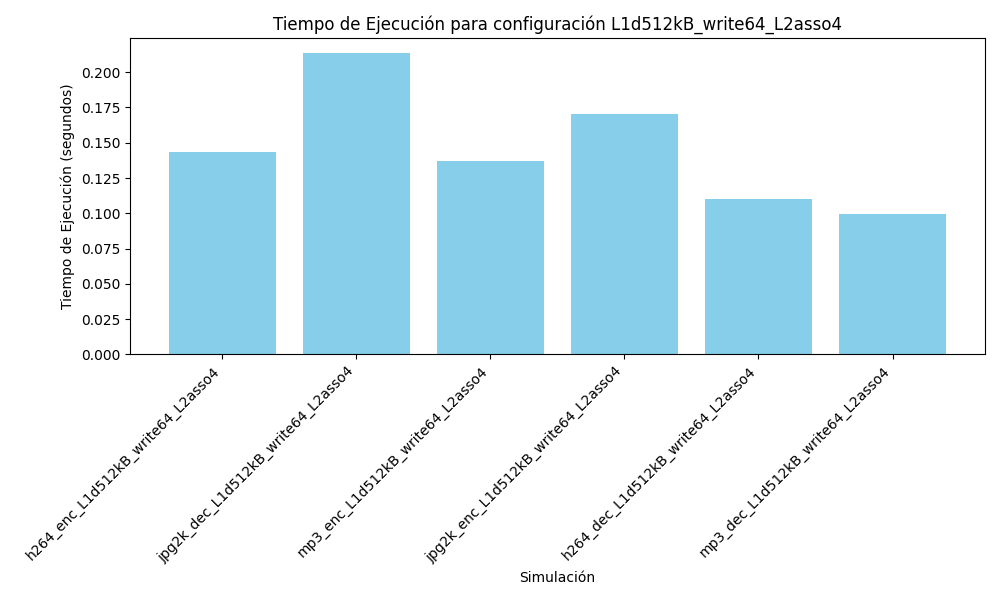 Tiempo de Ejecución para configuración L1d512kB_write64_L2asso4
Tiempo de Ejecución (segundos)
0.200
0.175
0.150
0.125
0.100
0.075
0.050
0.025
0.000
h264_enc_L1d512kB_write64_L2asso4
jpg2k_dec_L1d512kB_write64_L2asso4
mp3_enc_L1d512kB_write64_L2asso4
jpg2k_enc_L1d512kB_write64_L2asso4
h264_dec_L1d512kB_write64_L2asso4
mp3_dec_L1d512kB_write64_L2asso4
Simulación